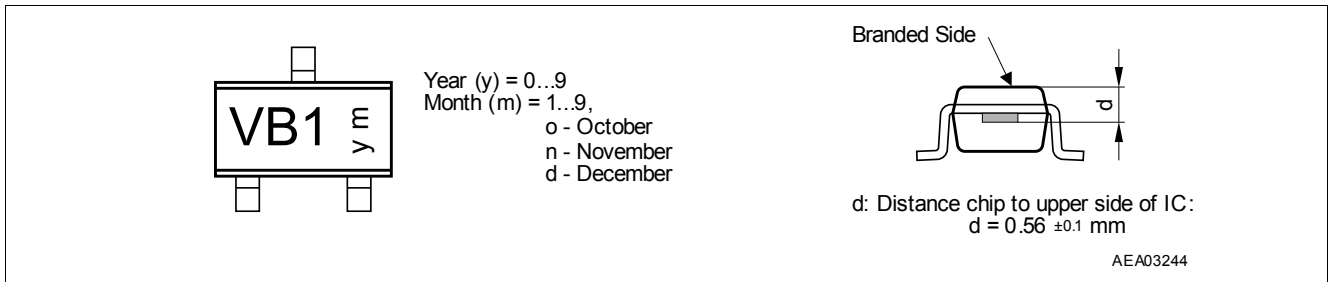 VB1 y m
Year (y) = 0...9
Month (m) = 1...9,
o - October
n - November
d - December
Branded Side
d
d: Distance chip to upper side of IC:
d = 0.56 ±0.1 mm
AEA03244